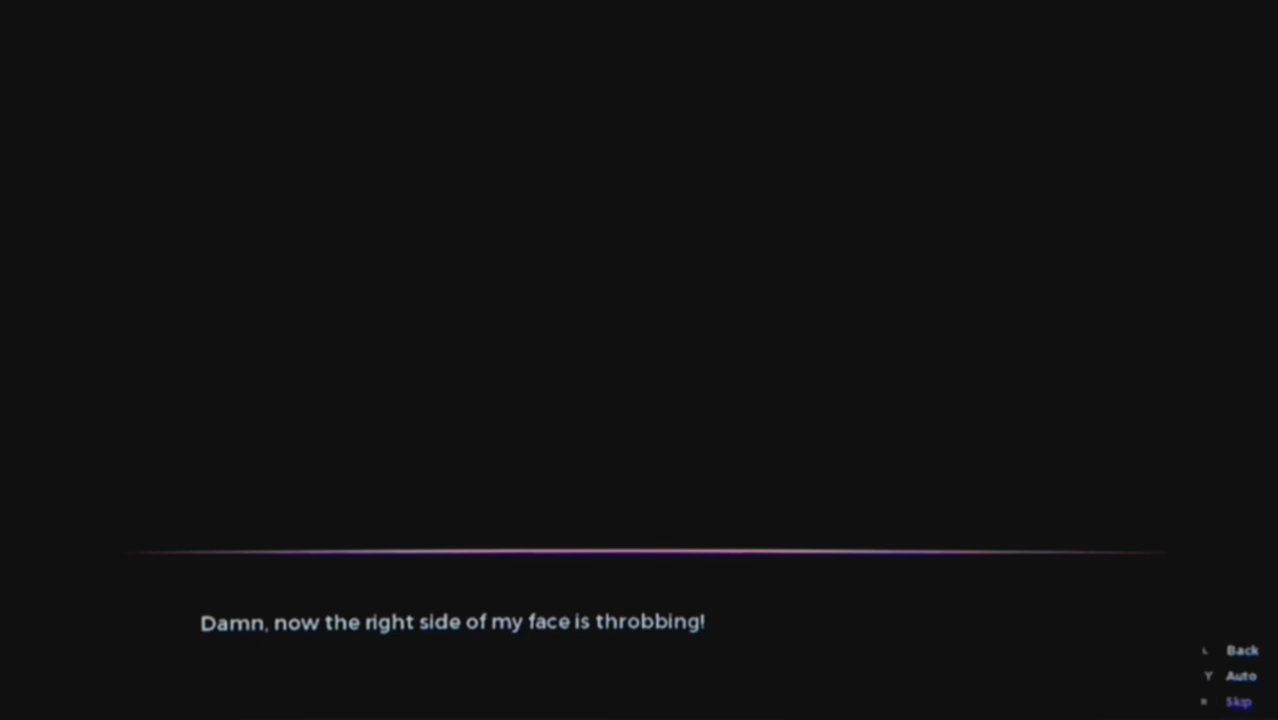 Damn, now the right side of my face is throbbing!
L Back
Y Auto
Skip